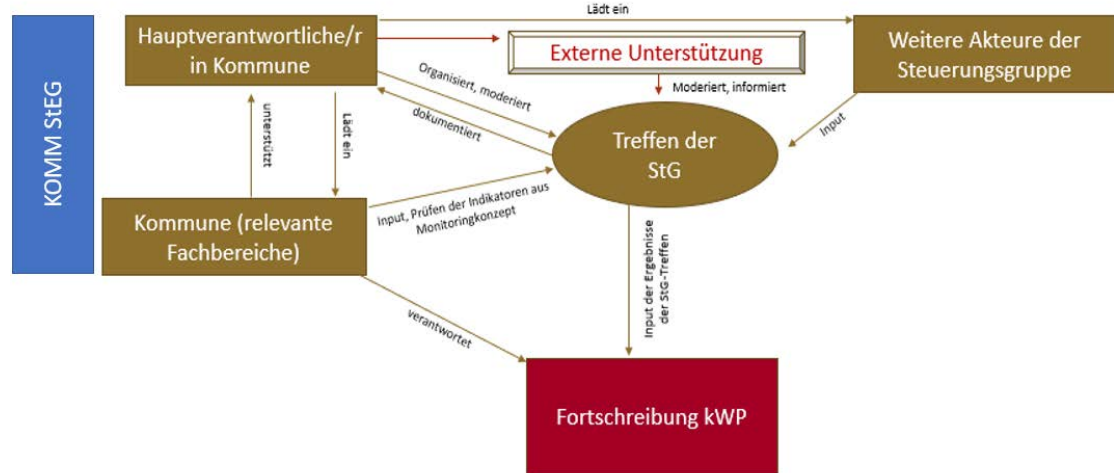 KOMM StEG
Hauptverantwortliche/r
in Kommune
Lädt ein
Externe Unterstützung
Weitere Akteure der
Steuerungsgruppe
Organisiert, moderiert
dokumentiert
Moderiert, informiert
Input
unterstützt
Lädt ein
Treffen der
StG
Kommune (relevante
Fachbereiche)
Input, Prüfen der Indikatoren aus
Monitoringkonzept
Input der Ergebnisse
der StG-Treffen
verantwortet
Fortschreibung kWP